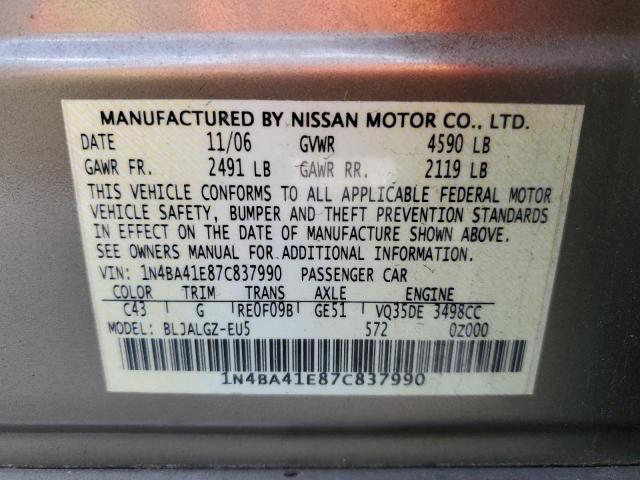 MANUFACTURED BY NISSAN MOTOR CO., LTD.
DATE 11/06 GVWR 4590 LB
GAWR FR. 2491 LB GAWR RR. 2119 LB
THIS VEHICLE CONFORMS TO ALL APPLICABLE FEDERAL MOTOR
VEHICLE SAFETY, BUMPER AND THEFT PREVENTION STANDARDS
IN EFFECT ON THE DATE OF MANUFACTURE SHOWN ABOVE.
SEE OWNERS MANUAL FOR ADDITIONAL INFORMATION.
VIN: 1N4BA41E87C837990 PASSENGER CAR
COLOR TRIM TRANS AXLE ENGINE
C43 G RE0F09B GE51 VQ35DE 3498CC
MODEL: BLJALGZ-EU5 572 0Z000
1N4BA41E87C837990